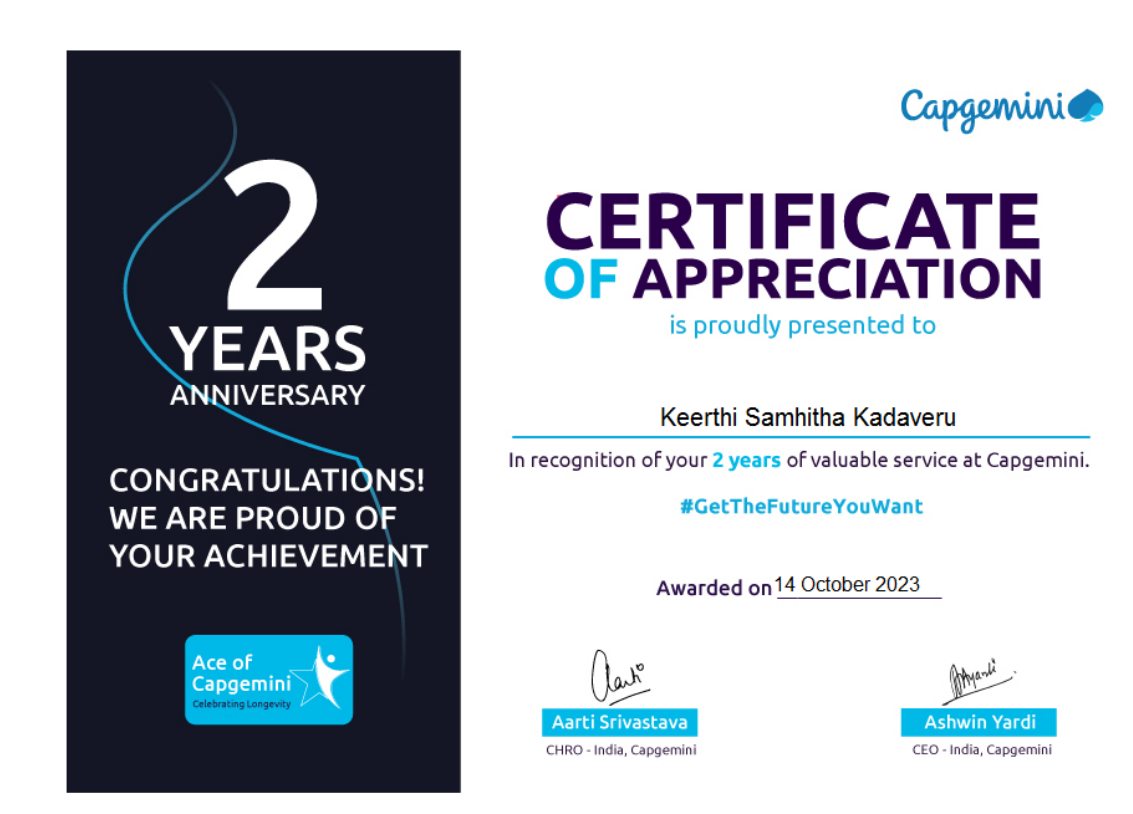 2
YEARS
ANNIVERSARY
CONGRATULATIONS!
WE ARE PROUD OF
YOUR ACHIEVEMENT
Ace of
Capgemini
Celebrating Longevity
Capgemini
CERTIFICATE
OF APPRECIATION
is proudly presented to
Keerthi Samhitha Kadaveru
In recognition of your 2 years of valuable service at Capgemini.
#GetTheFutureYouWant
Awarded on 14 October 2023
Aarti
Aarti Srivastava
CHRO - India, Capgemini
Ashwin Yardi
CEO - India, Capgemini